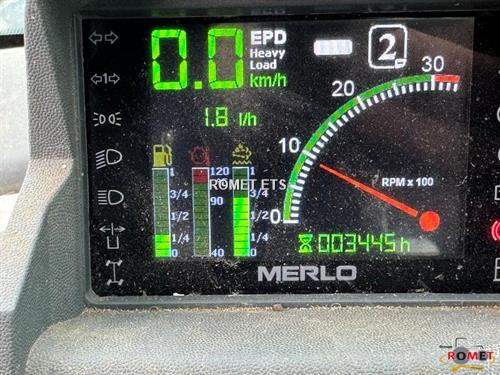 0.0 EPD
Heavy
Load
km/h
2
1.8 l/h
30
20
10
0
RPM x 100
1 120 1
3/4 3/4
90
1/2 1/2
1/4 1/4
0 40 0
ROMET ETS
003445h
MERLO
1
ROMET